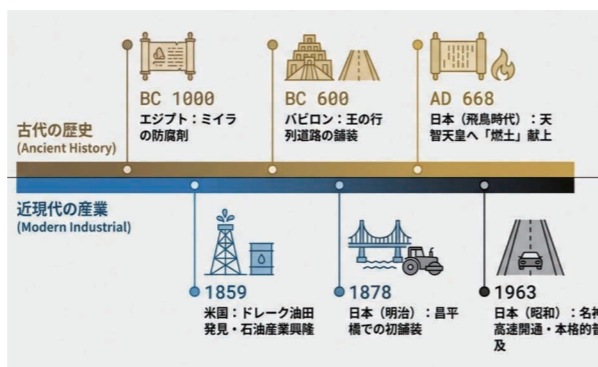 BC 1000
エジプト：ミイラ
の防腐剤
BC 600
バビロン：王の行
列道路の舗装
AD 668
日本（飛鳥時代）：天
智天皇へ「燃土」献上
古代の歴史
(Ancient History)
近現代の産業
(Modern Industrial)
1859
米国：ドレーク油田
発見・石油産業興隆
1878
日本（明治）：昌平
橋での初舗装
1963
日本（昭和）：名神
高速開通・本格的普
及